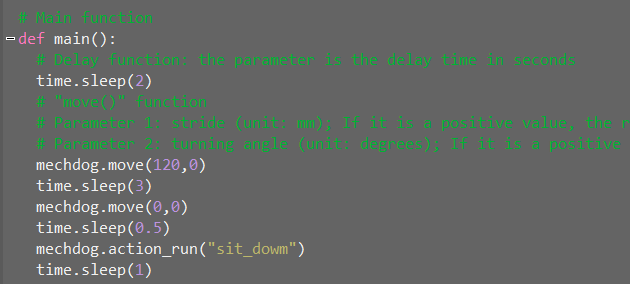 # Main function
def main():
# Delay function: the parameter is the delay time in seconds
time.sleep(2)
# "move()" function
# Parameter 1: stride (unit: mm); If it is a positive value, the
# Parameter 2: turning angle (unit: degrees); If it is a positive
mechdog.move(120,0)
time.sleep(3)
mechdog.move(0,0)
time.sleep(0.5)
mechdog.action_run("sit_dowm")
time.sleep(1)